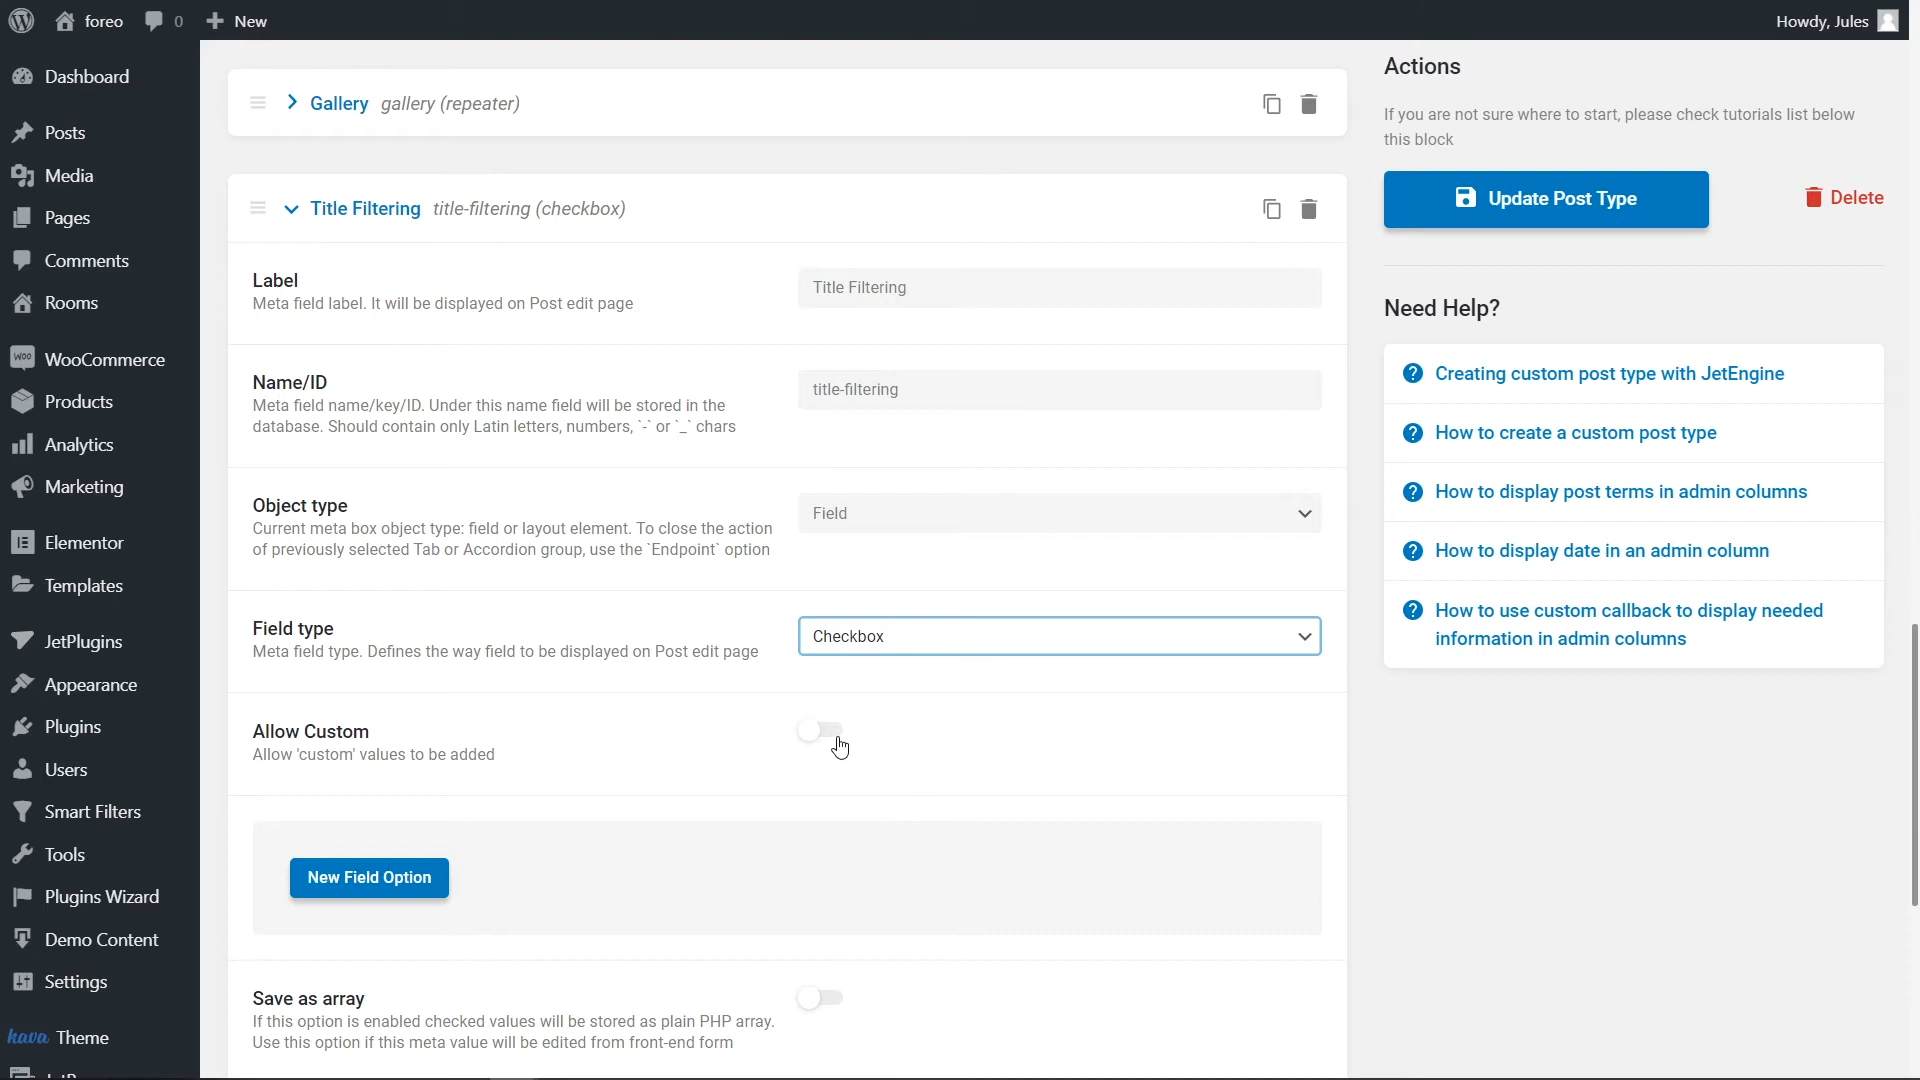 foreo
0
New
Howdy, Jules
Dashboard
Posts
Media
Pages
Comments
Rooms
WooCommerce
Products
Analytics
Marketing
Elementor
Templates
JetPlugins
Appearance
Plugins
Users
Smart Filters
Tools
Plugins Wizard
Demo Content
Settings
kava Theme
Gallery gallery (repeater)
Title Filtering title-filtering (checkbox)
Label
Meta field label. It will be displayed on Post edit page
Title Filtering
Name/ID
Meta field name/key/ID. Under this name field will be stored in the
database. Should contain only Latin letters, numbers, `-` or `_` chars
title-filtering
Object type
Current meta box object type: field or layout element. To close the action
of previously selected Tab or Accordion group, use the `Endpoint` option
Field
Field type
Meta field type. Defines the way field to be displayed on Post edit page
Checkbox
Allow Custom
Allow 'custom' values to be added
New Field Option
Save as array
If this option is enabled checked values will be stored as plain PHP array.
Use this option if this meta value will be edited from front-end form
Actions
If you are not sure where to start, please check tutorials list below
this block
Update Post Type
Delete
Need Help?
Creating custom post type with JetEngine
How to create a custom post type
How to display post terms in admin columns
How to display date in an admin column
How to use custom callback to display needed
information in admin columns